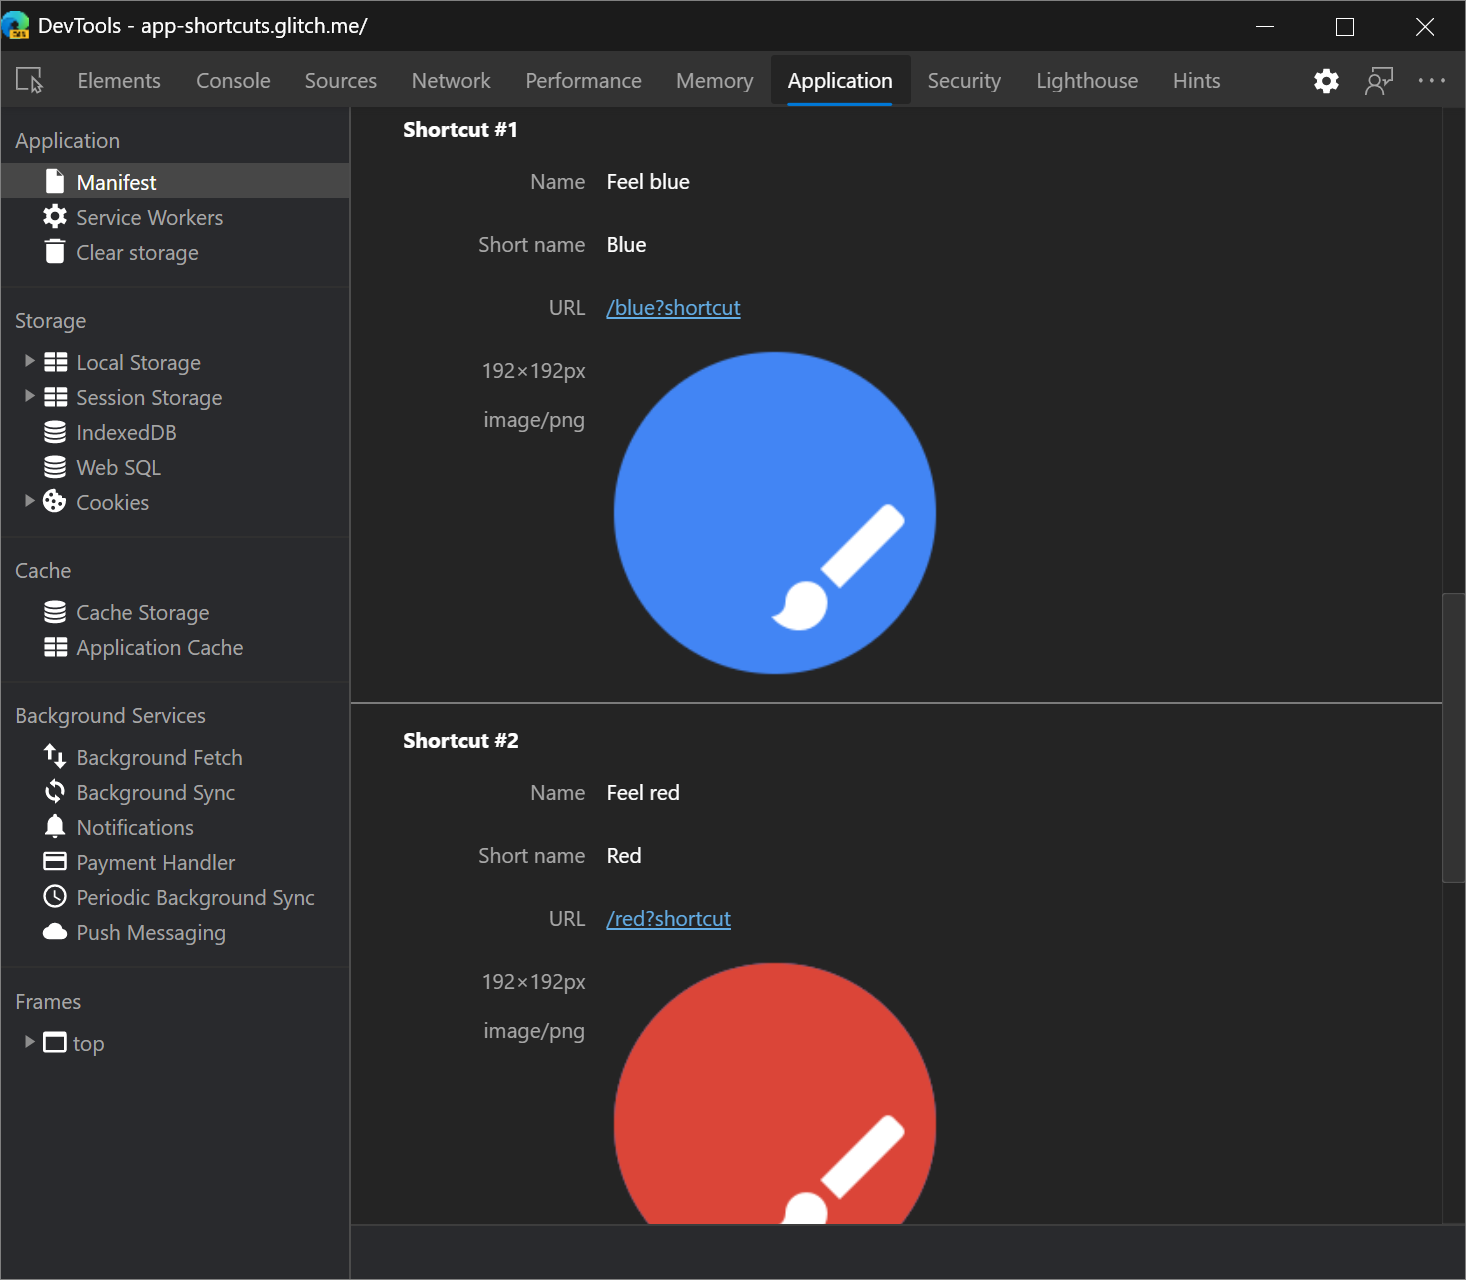 DevTools - app-shortcuts.glitch.me/
Elements Console Sources Network Performance Memory Application Security Lighthouse Hints
Application
Manifest
Service Workers
Clear storage
Storage
Local Storage
Session Storage
IndexedDB
Web SQL
Cookies
Cache
Cache Storage
Application Cache
Background Services
Background Fetch
Background Sync
Notifications
Payment Handler
Periodic Background Sync
Push Messaging
Frames
top
Shortcut #1
Name Feel blue
Short name Blue
URL /blue?shortcut
192×192px
image/png
Shortcut #2
Name Feel red
Short name Red
URL /red?shortcut
192×192px
image/png